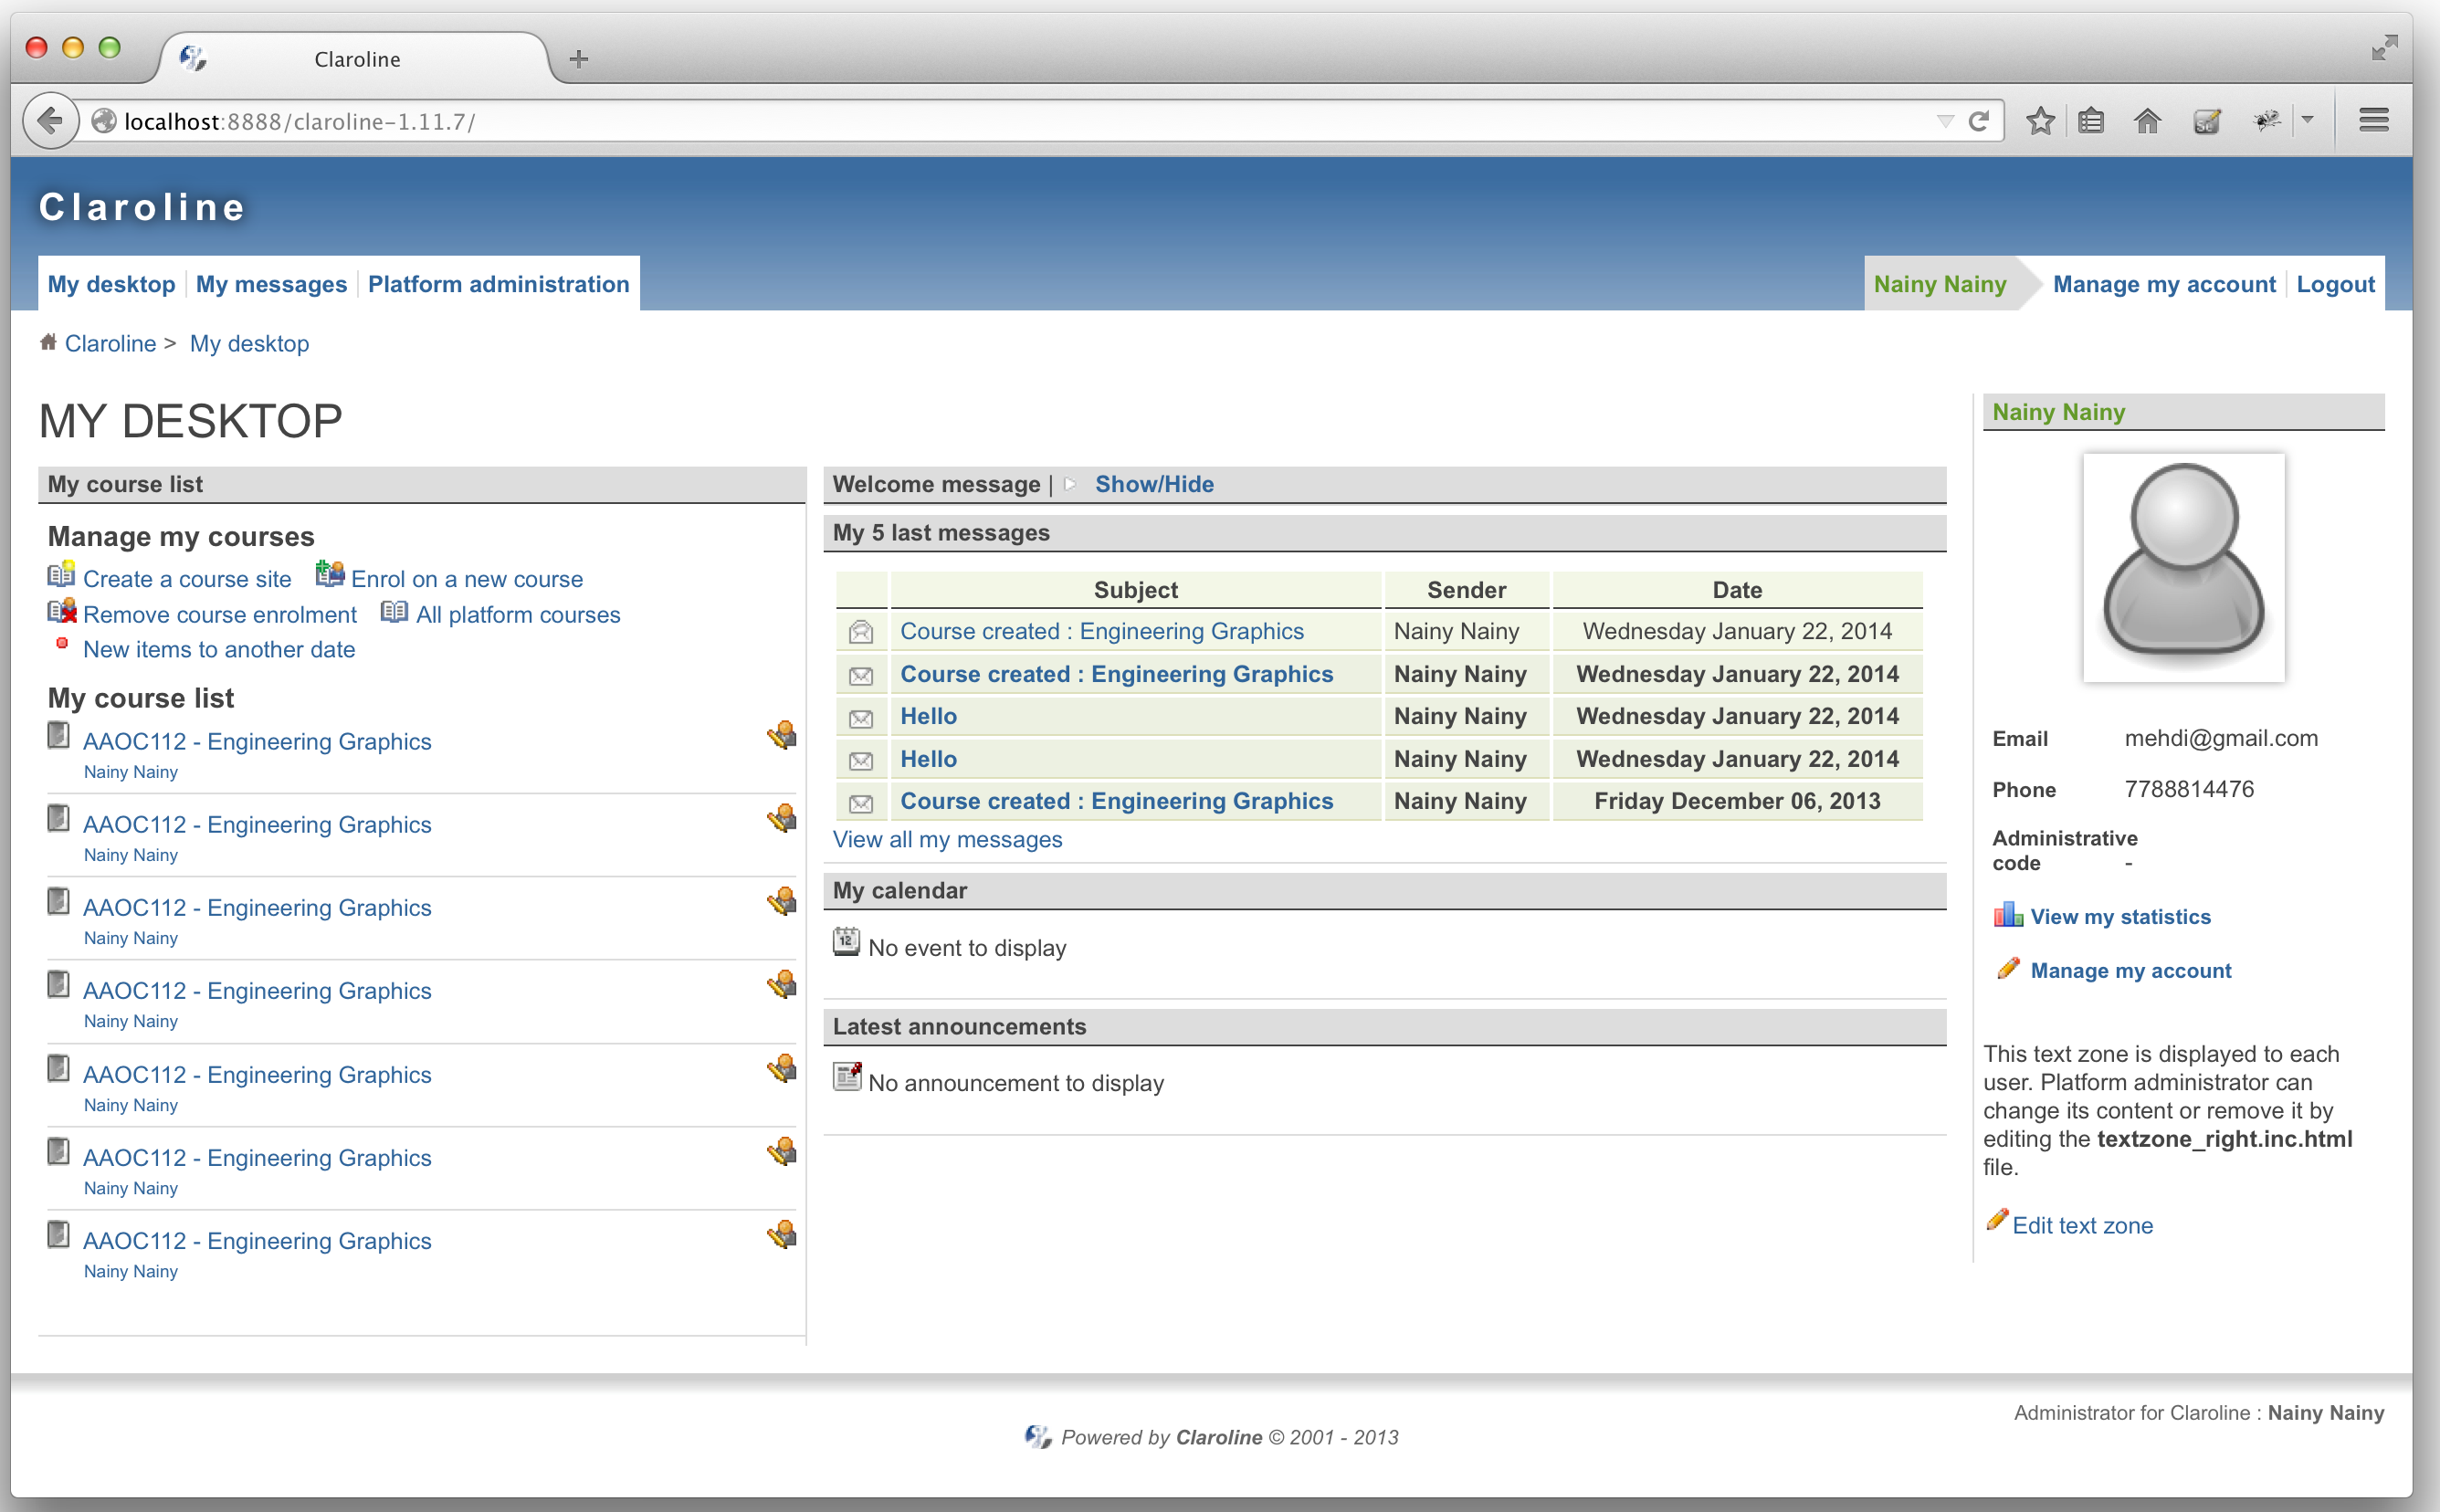 Claroline
localhost:8888/claroline-1.11.7/
Claroline
My desktop My messages Platform administration
Nainy Nainy Manage my account Logout
Claroline > My desktop
MY DESKTOP
My course list
Manage my courses
Create a course site Enrol on a new course
Remove course enrolment All platform courses
New items to another date
My course list
AAOC112 - Engineering Graphics
Nainy Nainy
AAOC112 - Engineering Graphics
Nainy Nainy
AAOC112 - Engineering Graphics
Nainy Nainy
AAOC112 - Engineering Graphics
Nainy Nainy
AAOC112 - Engineering Graphics
Nainy Nainy
AAOC112 - Engineering Graphics
Nainy Nainy
AAOC112 - Engineering Graphics
Nainy Nainy
Welcome message | Show/Hide
My 5 last messages
Subject Sender Date
Course created : Engineering Graphics Nainy Nainy Wednesday January 22, 2014
Course created : Engineering Graphics Nainy Nainy Wednesday January 22, 2014
Hello Nainy Nainy Wednesday January 22, 2014
Hello Nainy Nainy Wednesday January 22, 2014
Course created : Engineering Graphics Nainy Nainy Friday December 06, 2013
View all my messages
My calendar
12 No event to display
Latest announcements
No announcement to display
Nainy Nainy
Email mehdi@gmail.com
Phone 7788814476
Administrative
code -
View my statistics
Manage my account
This text zone is displayed to each
user. Platform administrator can
change its content or remove it by
editing the textzone_right.inc.html
file.
Edit text zone
Administrator for Claroline : Nainy Nainy
Powered by Claroline © 2001 - 2013